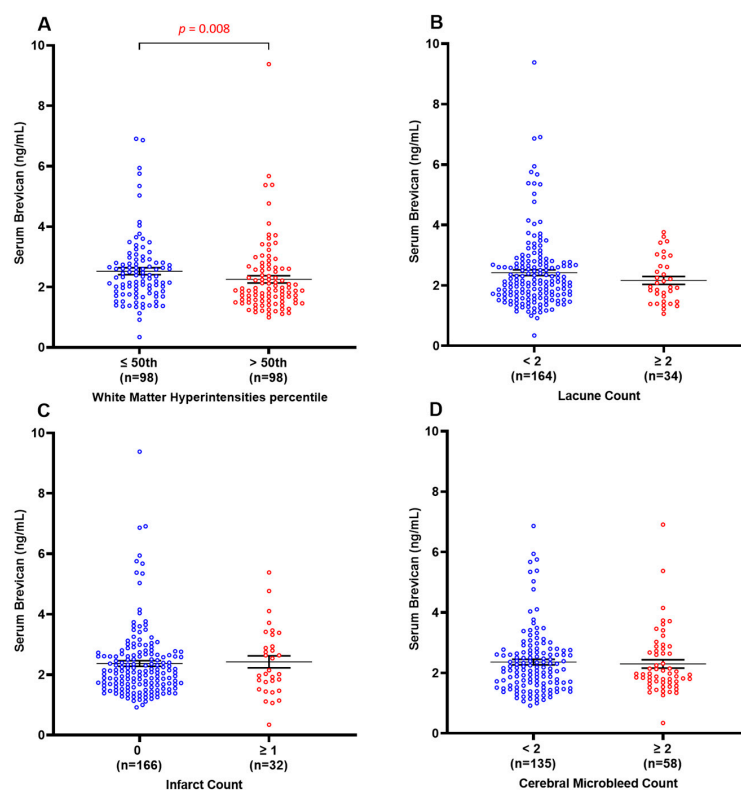 A
p = 0.008
Serum Brevican (ng/mL)
10
8
6
4
2
0
≤ 50th
(n=98)
> 50th
(n=98)
White Matter Hyperintensities percentile
B
Serum Brevican (ng/mL)
10
8
6
4
2
0
< 2
(n=164)
≥ 2
(n=34)
Lacune Count
C
Serum Brevican (ng/mL)
10
8
6
4
2
0
0
(n=166)
≥ 1
(n=32)
Infarct Count
D
Serum Brevican (ng/mL)
10
8
6
4
2
0
< 2
(n=135)
≥ 2
(n=58)
Cerebral Microbleed Count